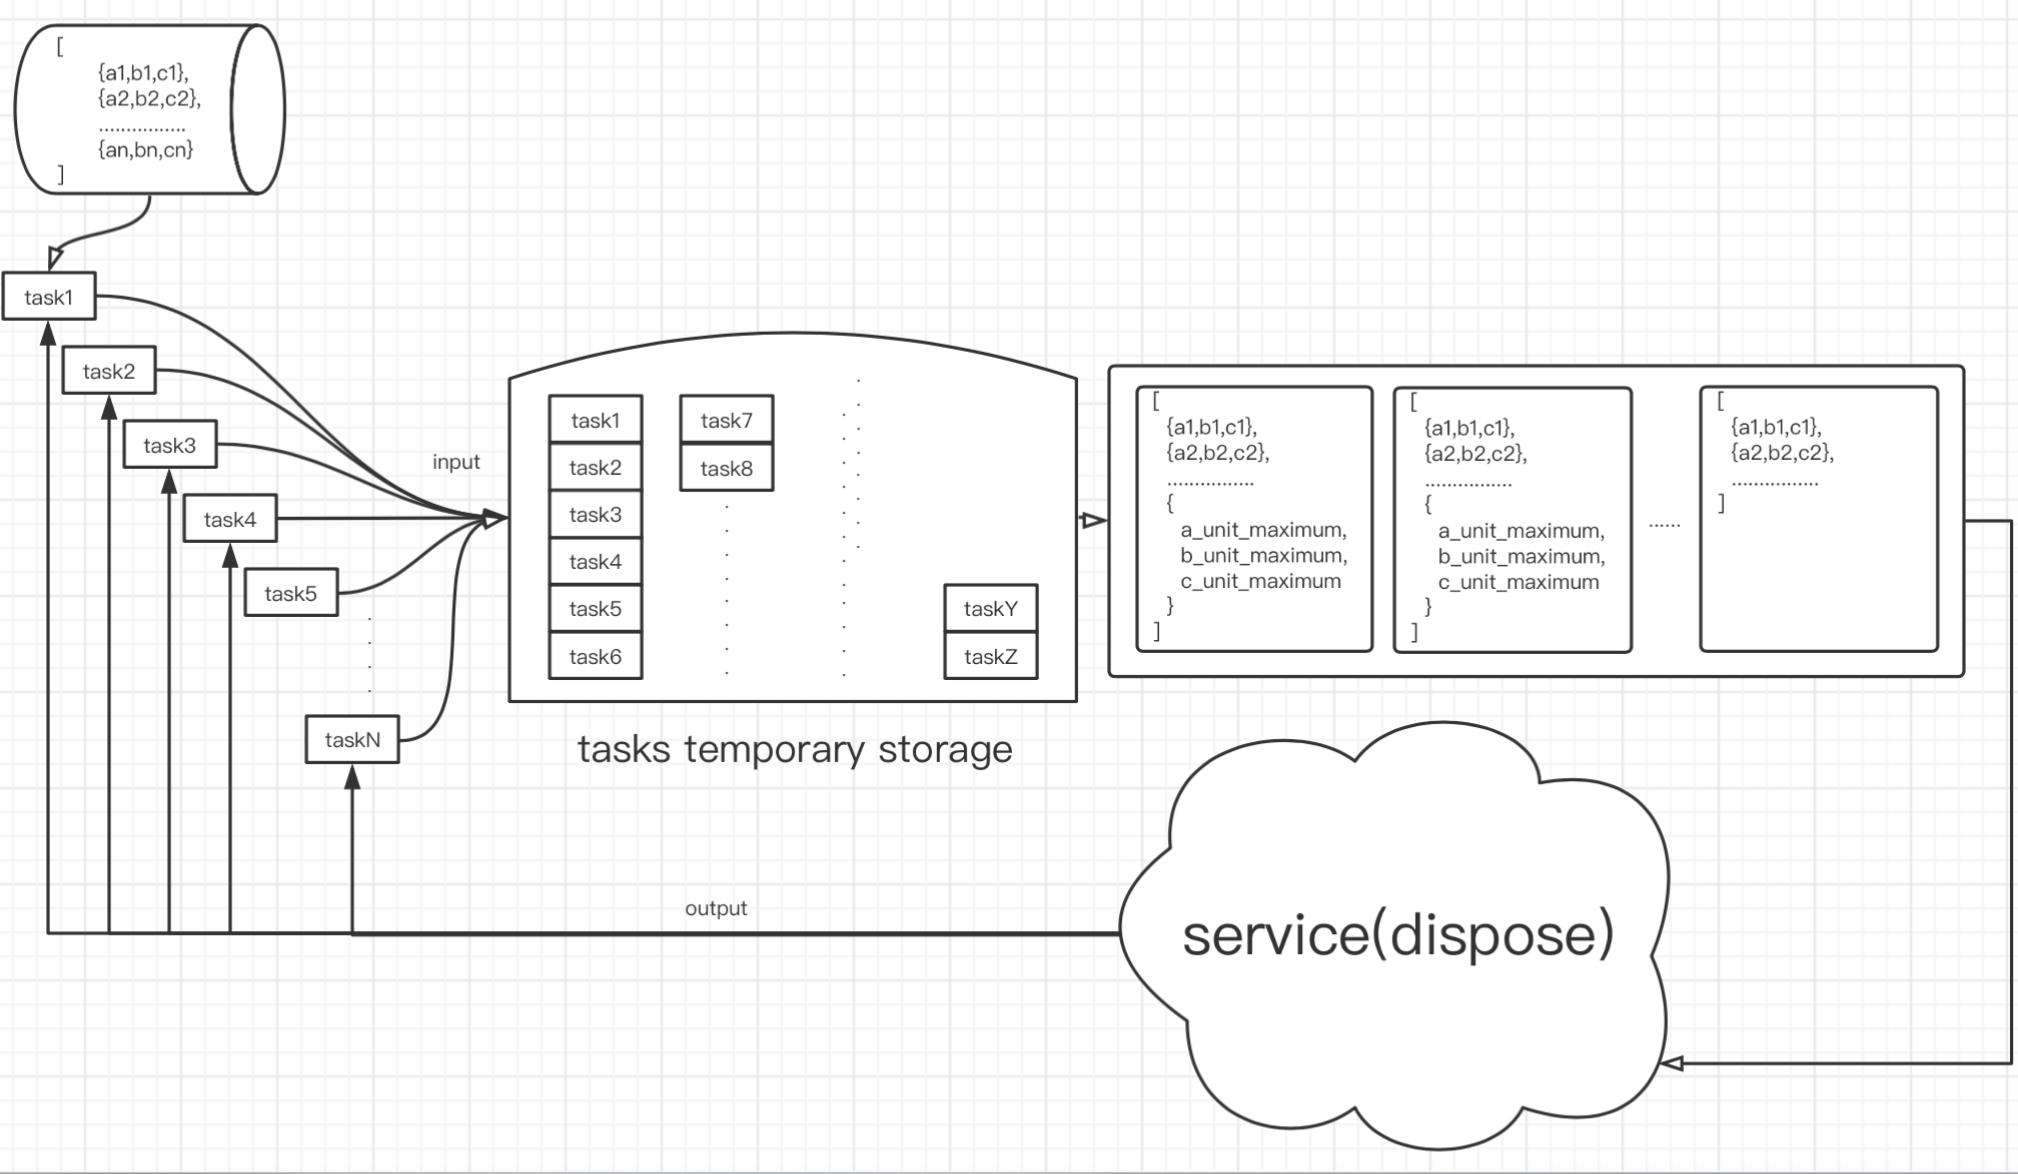 [
{a1,b1,c1},
{a2,b2,c2},
................
{an,bn,cn}
]
task1
task2
task3
task4
task5
taskN
input
task1
task2
task3
task4
task5
task6
task7
task8
taskY
taskZ
tasks temporary storage
[
{a1,b1,c1},
{a2,b2,c2},
................
{
a_unit_maximum,
b_unit_maximum,
c_unit_maximum
}
]
[
{a1,b1,c1},
{a2,b2,c2},
................
{
a_unit_maximum,
b_unit_maximum,
c_unit_maximum
}
]
......
[
{a1,b1,c1},
{a2,b2,c2},
................
]
output
service(dispose)